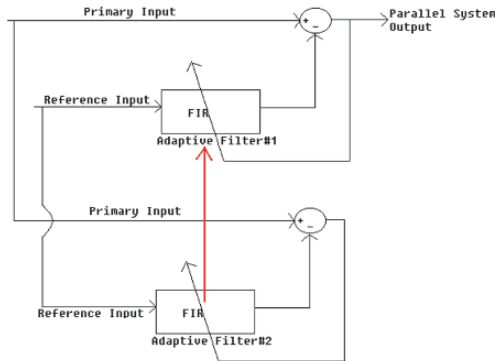 Primary Input
Parallel System
Output
+
-
Reference Input
FIR
Adaptive Filter#1
Primary Input
+
-
FIR
Reference Input
Adaptive Filter#2